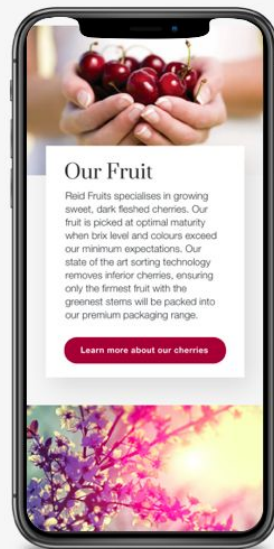 Our Fruit
Reid Fruits specialises in growing
sweet, dark fleshed cherries. Our
fruit is picked at optimal maturity
when brix level and colours exceed
our minimum expectations. Our
state of the art sorting technology
removes inferior cherries, ensuring
only the firmest fruit with the
greenest stems will be packed into
our premium packaging range.
Learn more about our cherries